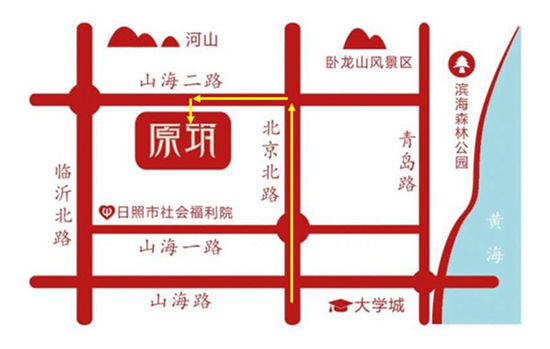 河山
卧龙山风景区
山海二路
滨海森林公园
原筑
北京北路
青岛路
临沂北路
日照市社会福利院
黄海
山海一路
山海路
大学城